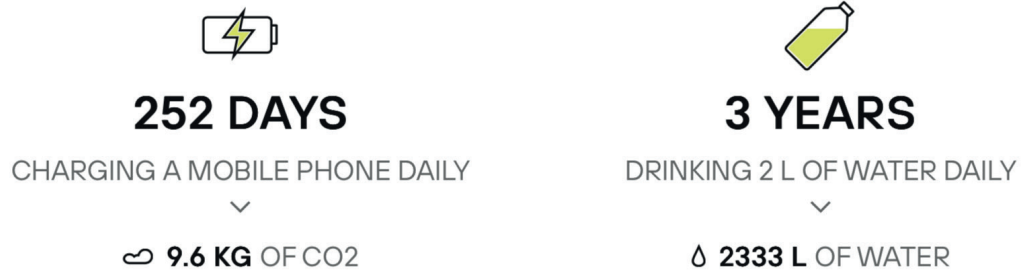 252 DAYS
CHARGING A MOBILE PHONE DAILY
9.6 KG OF CO2
3 YEARS
DRINKING 2 L OF WATER DAILY
2333 L OF WATER